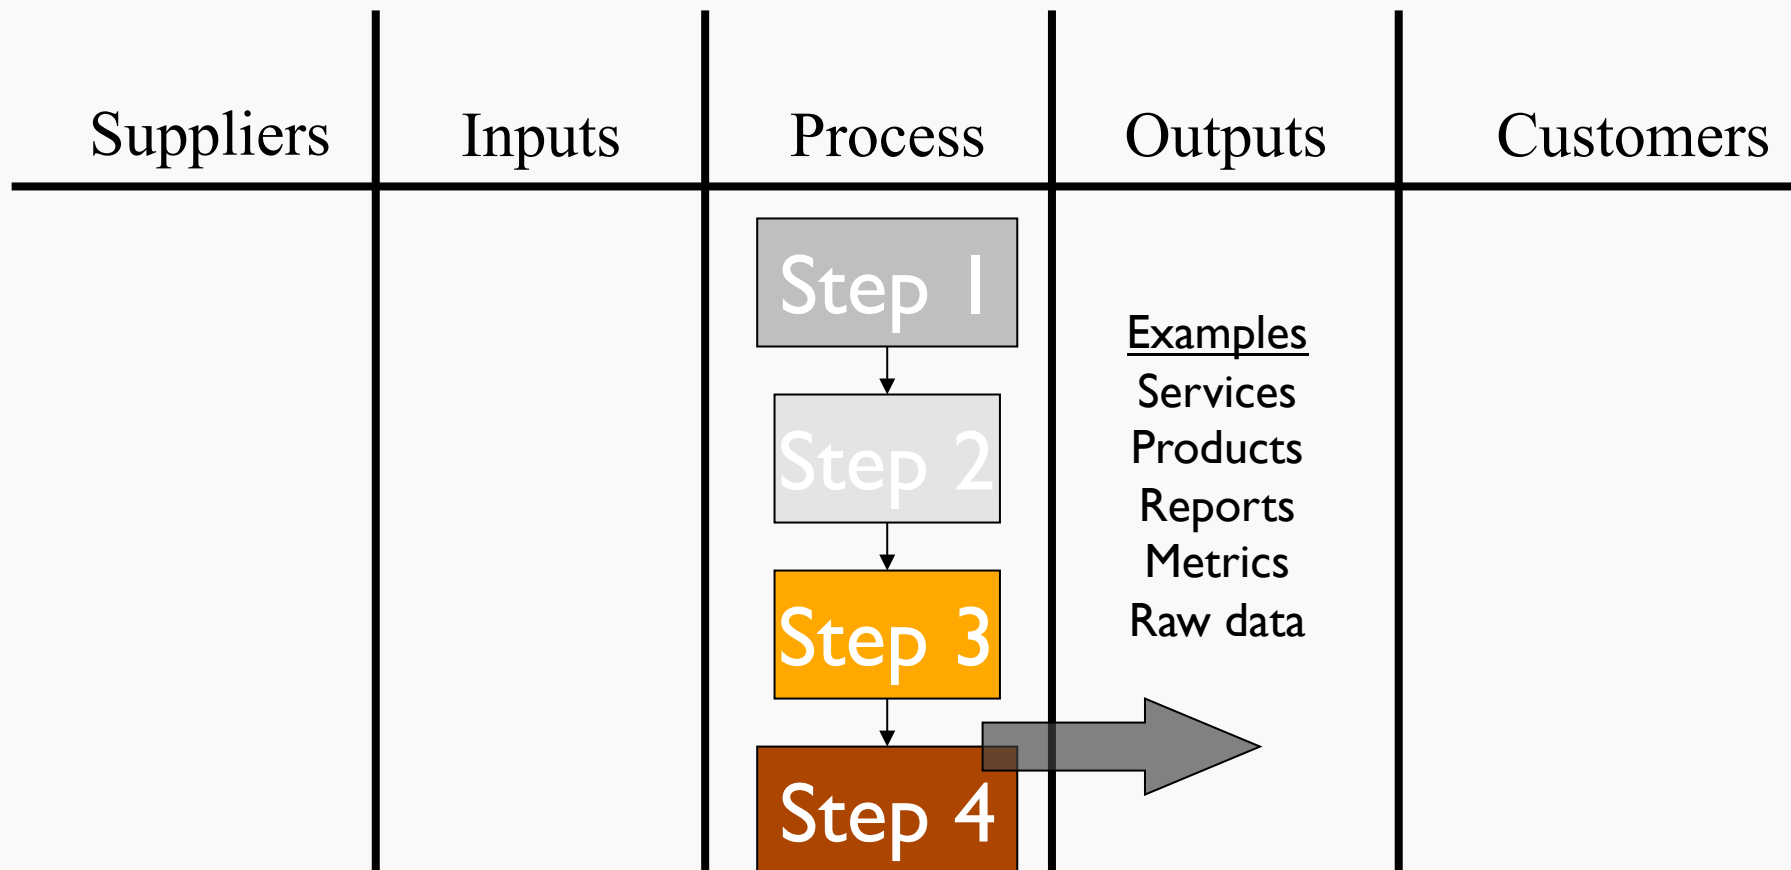 Suppliers Inputs Process Outputs Customers
Step 1
Step 2
Step 3
Step 4
Examples
Services
Products
Reports
Metrics
Raw data